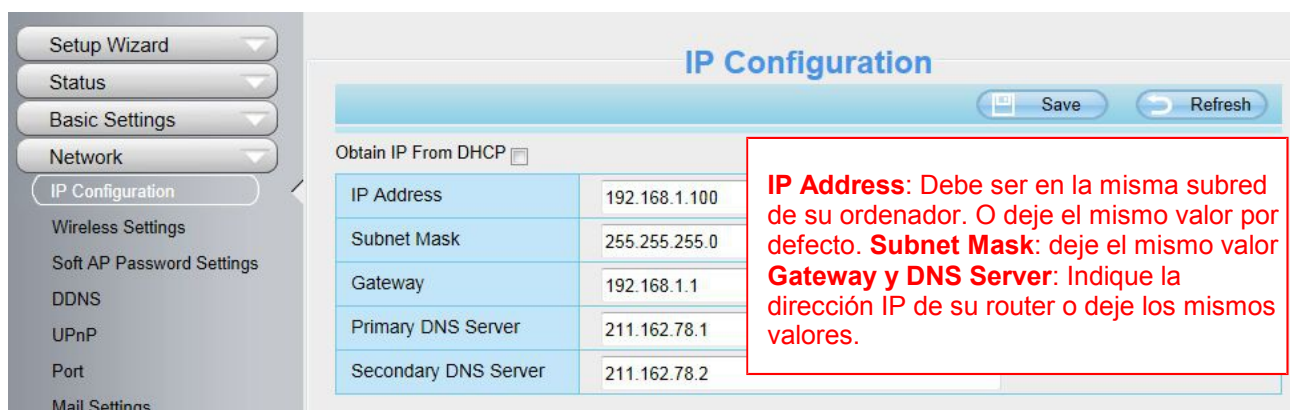 Setup Wizard
Status
Basic Settings
Network
IP Configuration
Wireless Settings
Soft AP Password Settings
DDNS
UPnP
Port
Mail Settings
IP Configuration
Save
Refresh
Obtain IP From DHCP
IP Address
192.168.1.100
Subnet Mask
255.255.255.0
Gateway
192.168.1.1
Primary DNS Server
211.162.78.1
Secondary DNS Server
211.162.78.2
IP Address: Debe ser en la misma subred
de su ordenador. O deje el mismo valor por
defecto. Subnet Mask: deje el mismo valor
Gateway y DNS Server: Indique la
dirección IP de su router o deje los mismos
valores.